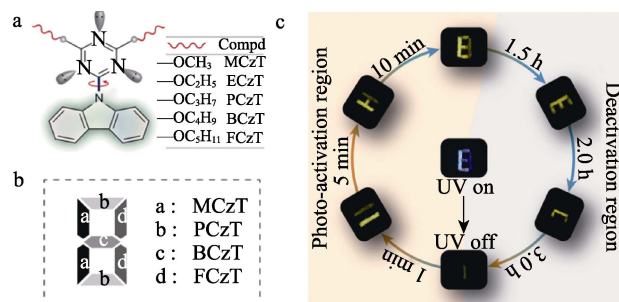 a
N
N
N
N
Compd
OCH3 MCzT
OC2H5 ECzT
OC3H7 PCzT
OC4H9 BCzT
OC5H11 FCzT
b
b
a d
c
a d
b
a : MCzT
b : PCzT
c : BCzT
d : FCzT
c
Photo-activation region
Deactivation region
10 min
1.5 h
2.0 h
3.0 h
1 min
5 min
UV on
UV off